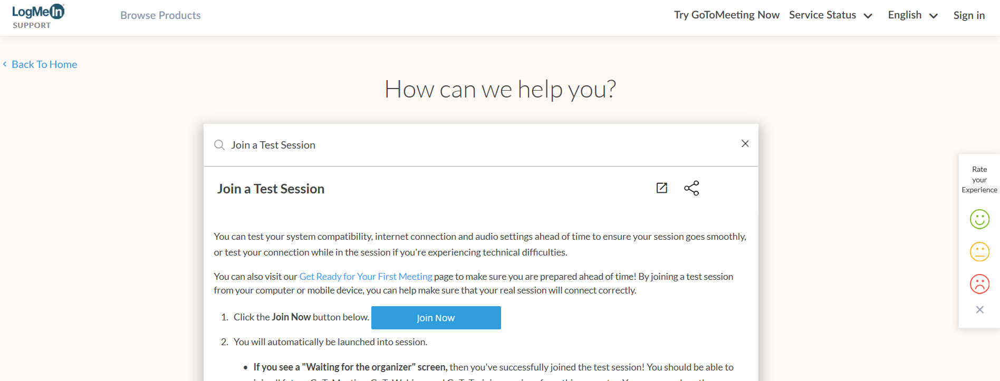 LogMeIn
SUPPORT
Browse Products
Try GoToMeeting Now
Service Status
English
Sign in
Back To Home
How can we help you?
Join a Test Session
Join a Test Session
Rate
your
Experience
You can test your system compatibility, internet connection and audio settings ahead of time to ensure your session goes smoothly,
or test your connection while in the session if you're experiencing technical difficulties.
You can also visit our Get Ready for Your First Meeting page to make sure you are prepared ahead of time! By joining a test session
from your computer or mobile device, you can help make sure that your real session will connect correctly.
1. Click the Join Now button below. Join Now
2. You will automatically be launched into session.
• If you see a "Waiting for the organizer" screen, then you've successfully joined the test session! You should be able to